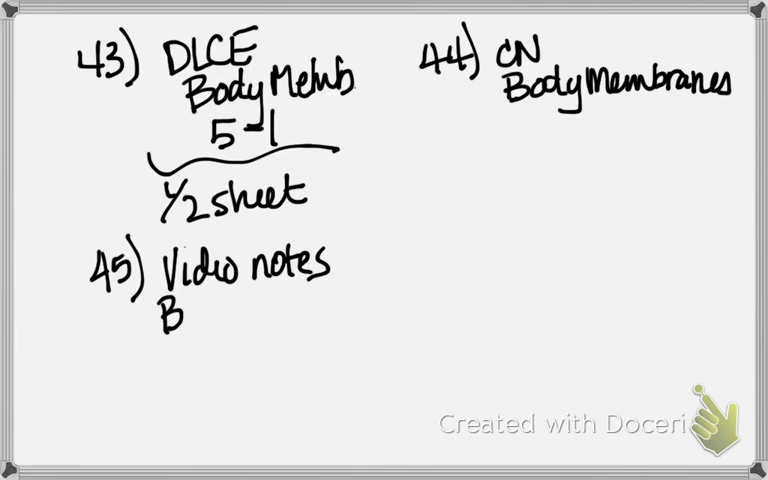 43) DLCE
Body Memb
5-1
1/2 sheet
44) CN
Body Membranes
45) Video notes
B
Created with Doceri